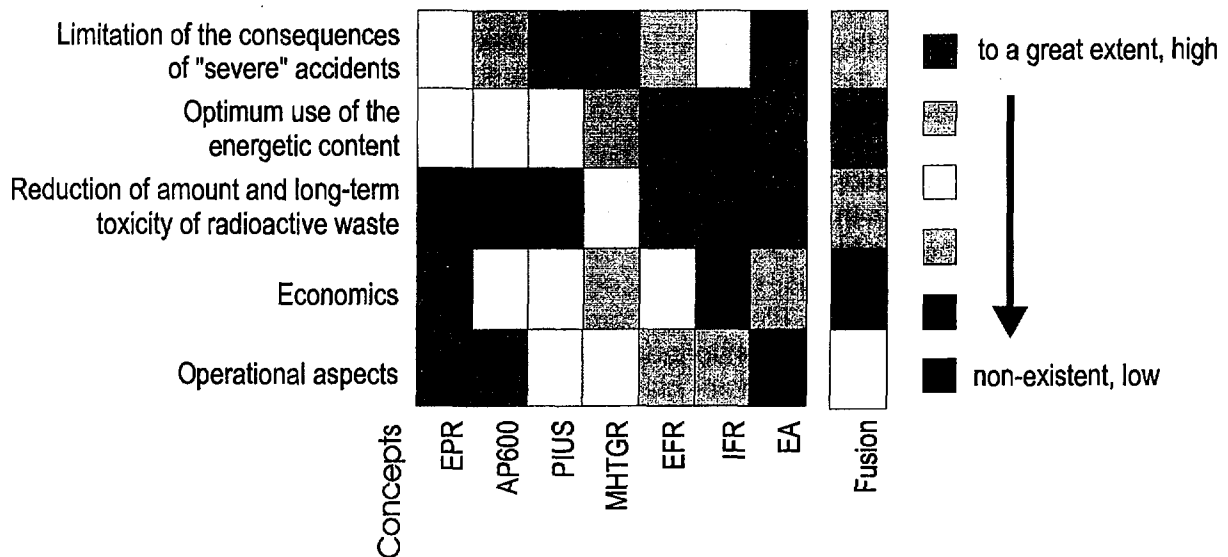 Limitation of the consequences
of "severe" accidents
to a great extent, high
Optimum use of the
energetic content
Reduction of amount and long-term
toxicity of radioactive waste
Economics
Operational aspects
non-existent, low
Concepts
EPR
AP600
PIUS
MHTGR
EFR
IFR
EA
Fusion